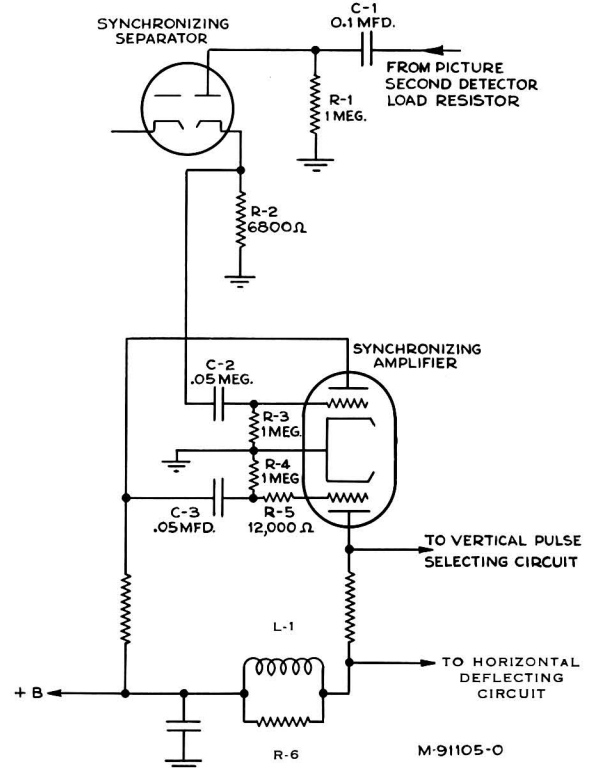 SYNCHRONIZING
SEPARATOR
C-1
0.1 MFD.
FROM PICTURE
SECOND DETECTOR
LOAD RESISTOR
R-1
1 MEG.
R-2
6800Ω
SYNCHRONIZING
AMPLIFIER
C-2
.05 MEG.
R-3
1 MEG.
R-4
1 MEG
C-3
.05 MFD.
R-5
12,000 Ω
TO VERTICAL PULSE
SELECTING CIRCUIT
L-1
TO HORIZONTAL
DEFLECTING
CIRCUIT
+ B
R-6
M-91105-0